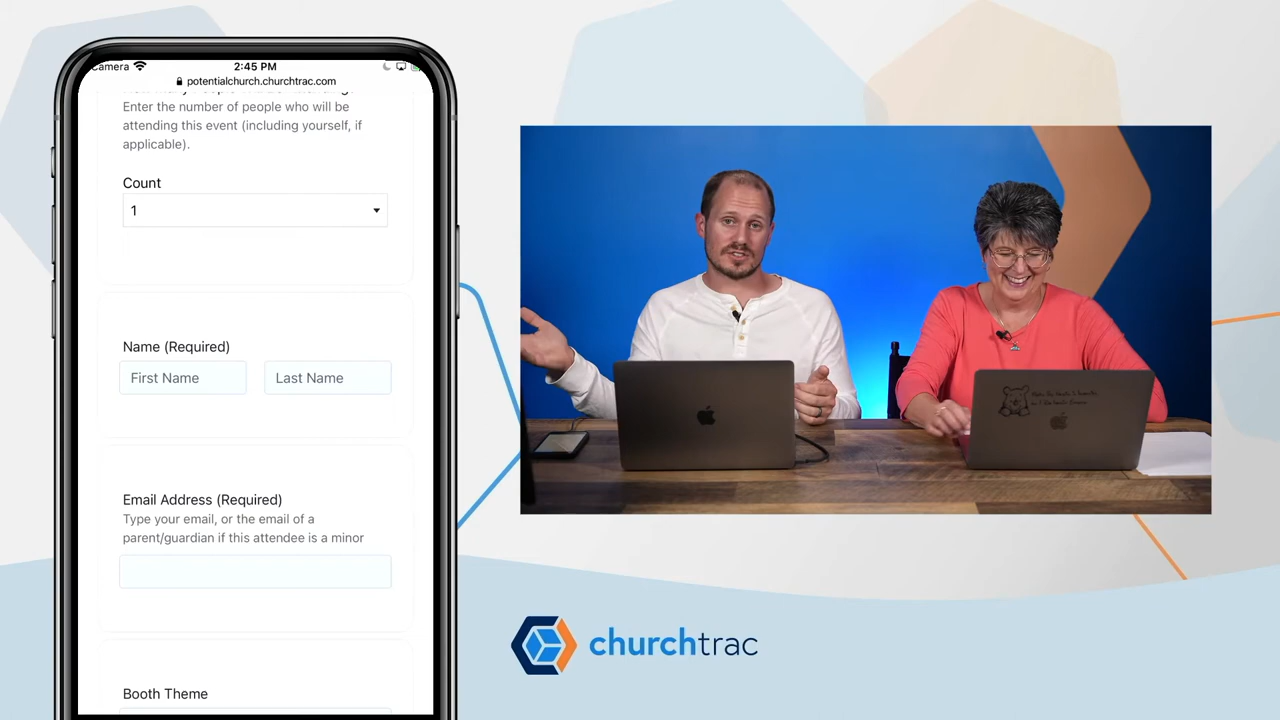 Camera
2:45 PM
potentialchurch.churchtrac.com
Enter the number of people who will be
attending this event (including yourself, if
applicable).
Count
1
Name (Required)
First Name
Last Name
Email Address (Required)
Type your email, or the email of a
parent/guardian if this attendee is a minor
Booth Theme
churchtrac